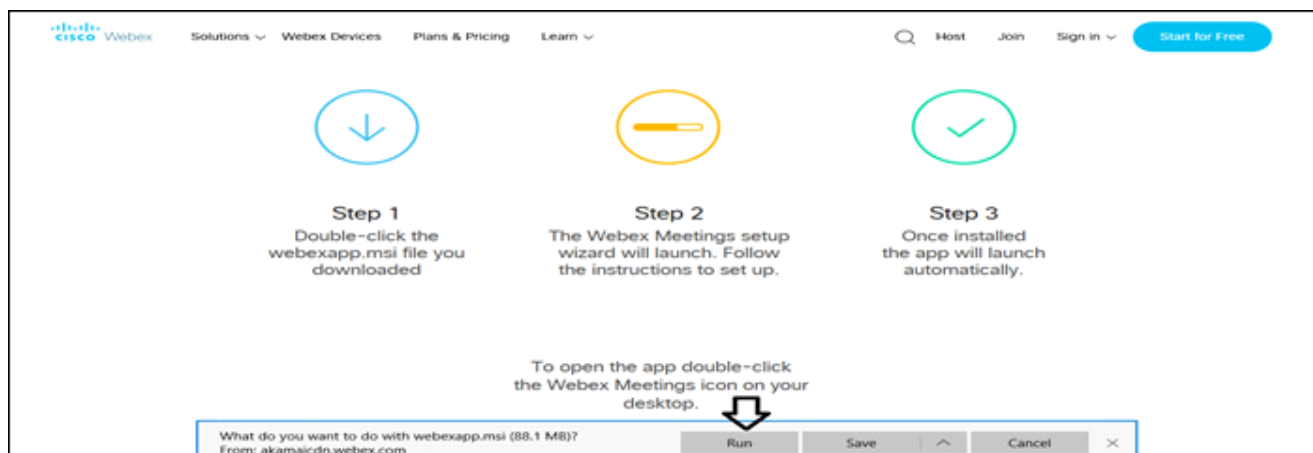 CISCO Webex Solutions Webex Devices Plans & Pricing Learn Host Join Sign in Start for Free
Step 1
Double-click the
webexapp.msi file you
downloaded
Step 2
The Webex Meetings setup
wizard will launch. Follow
the instructions to set up.
Step 3
Once installed
the app will launch
automatically.
To open the app double-click
the Webex Meetings icon on your
desktop.
What do you want to do with webexapp.msi (88.1 MB)?
From: akamaicdn.webex.com
Run Save Cancel